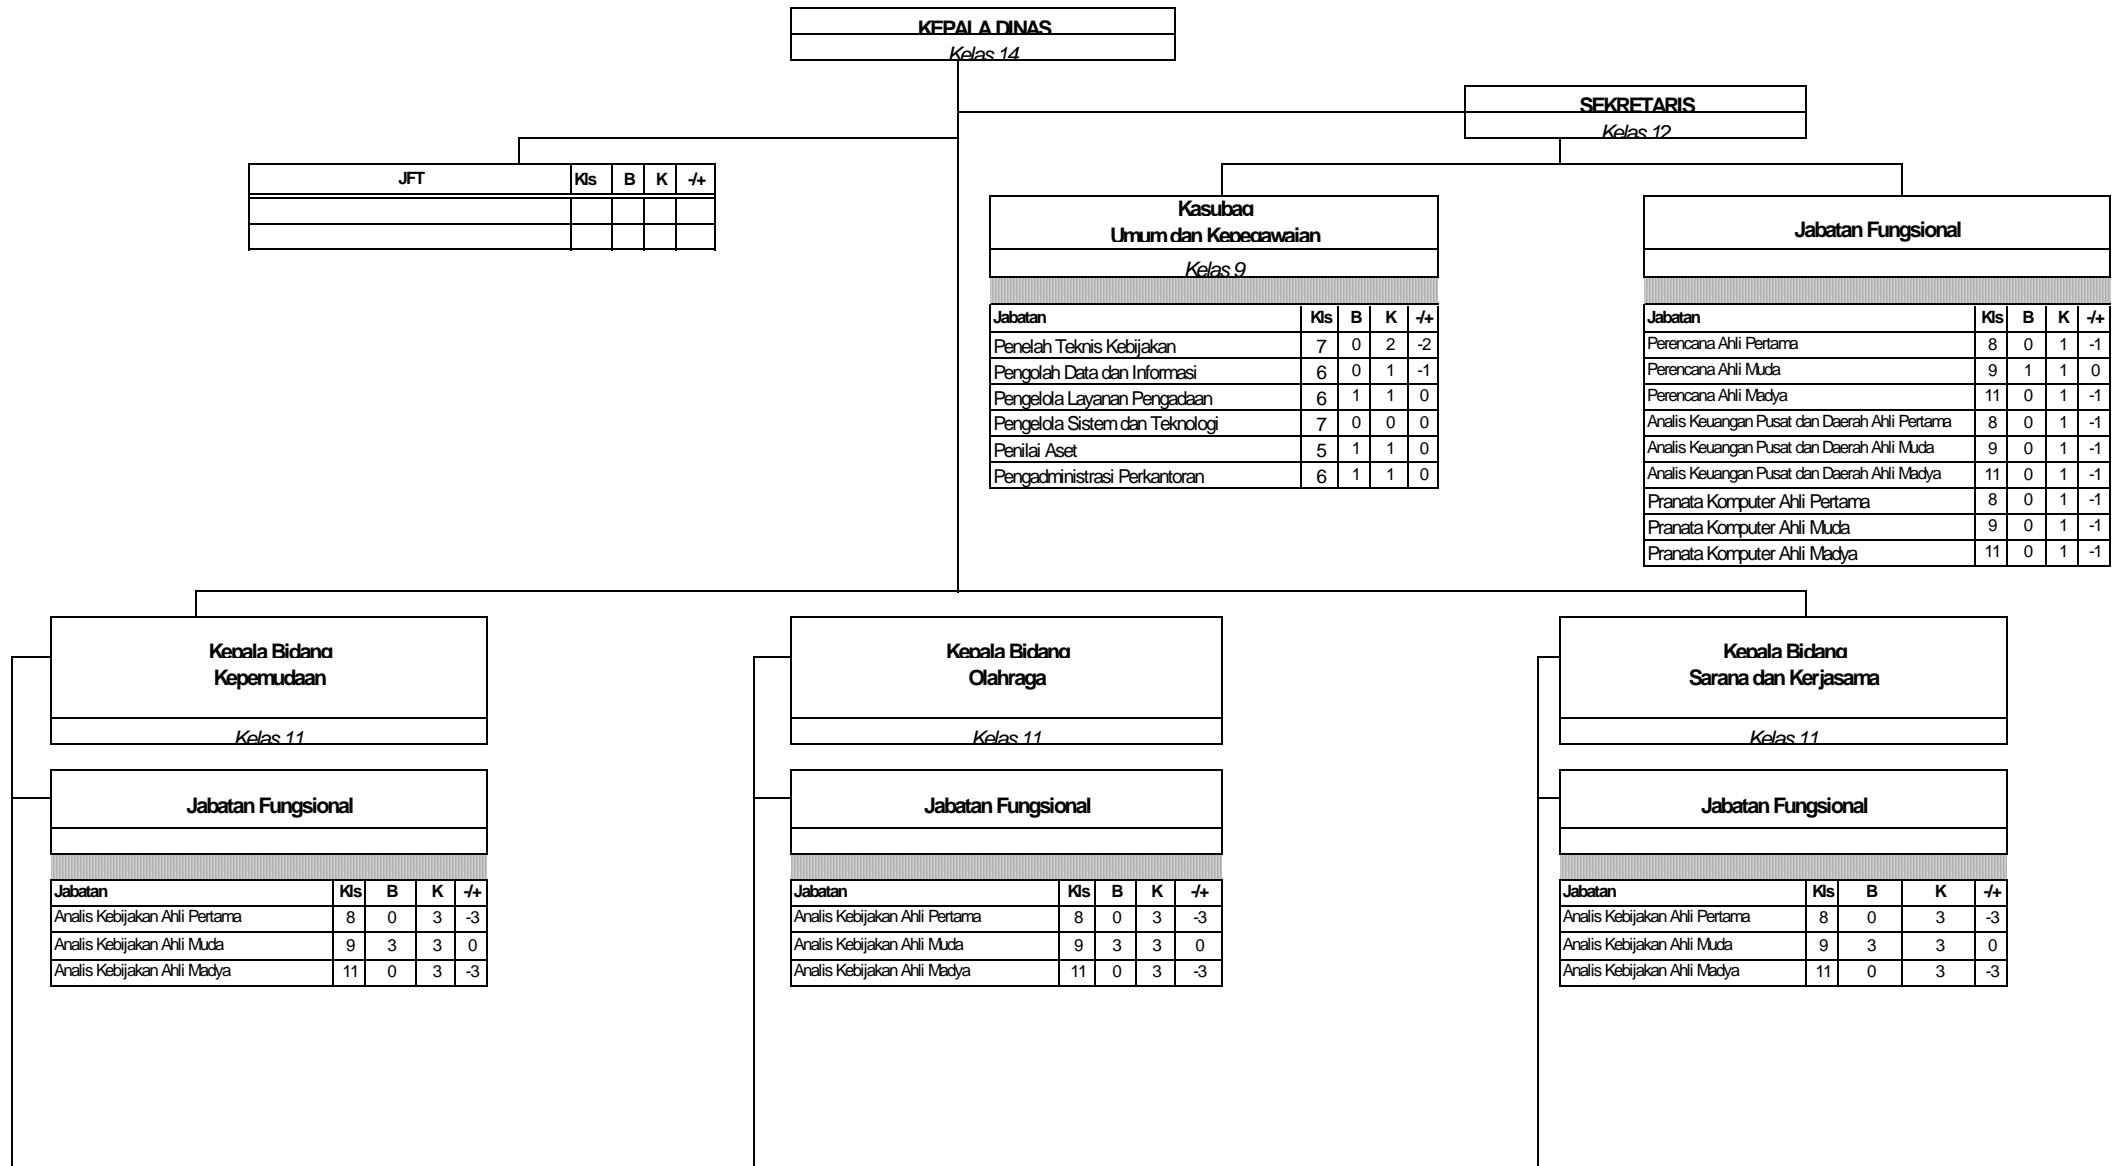 KEPALA DINAS
Kelas 14
SEKRETARIS
Kelas 12
JFT Kls B K -/+
Kasubag
Umum dan Kepegawaian
Kelas 9
Jabatan Kls B K -/+
Penelah Teknis Kebijakan 7 0 2 -2
Pengolah Data dan Informasi 6 0 1 -1
Pengelola Layanan Pengadaan 6 1 1 0
Pengelola Sistem dan Teknologi 7 0 0 0
Penilai Aset 5 1 1 0
Pengadministrasi Perkantoran 6 1 1 0
Jabatan Fungsional
Jabatan Kls B K -/+
Perencana Ahli Pertama 8 0 1 -1
Perencana Ahli Muda 9 1 1 0
Perencana Ahli Madya 11 0 1 -1
Analis Keuangan Pusat dan Daerah Ahli Pertama 8 0 1 -1
Analis Keuangan Pusat dan Daerah Ahli Muda 9 0 1 -1
Analis Keuangan Pusat dan Daerah Ahli Madya 11 0 1 -1
Pranata Komputer Ahli Pertama 8 0 1 -1
Pranata Komputer Ahli Muda 9 0 1 -1
Pranata Komputer Ahli Madya 11 0 1 -1
Kepala Bidang
Kepemudaan
Kelas 11
Jabatan Fungsional
Jabatan Kls B K -/+
Analis Kebijakan Ahli Pertama 8 0 3 -3
Analis Kebijakan Ahli Muda 9 3 3 0
Analis Kebijakan Ahli Madya 11 0 3 -3
Kepala Bidang
Olahraga
Kelas 11
Jabatan Fungsional
Jabatan Kls B K -/+
Analis Kebijakan Ahli Pertama 8 0 3 -3
Analis Kebijakan Ahli Muda 9 3 3 0
Analis Kebijakan Ahli Madya 11 0 3 -3
Kepala Bidang
Sarana dan Kerjasama
Kelas 11
Jabatan Fungsional
Jabatan Kls B K -/+
Analis Kebijakan Ahli Pertama 8 0 3 -3
Analis Kebijakan Ahli Muda 9 3 3 0
Analis Kebijakan Ahli Madya 11 0 3 -3